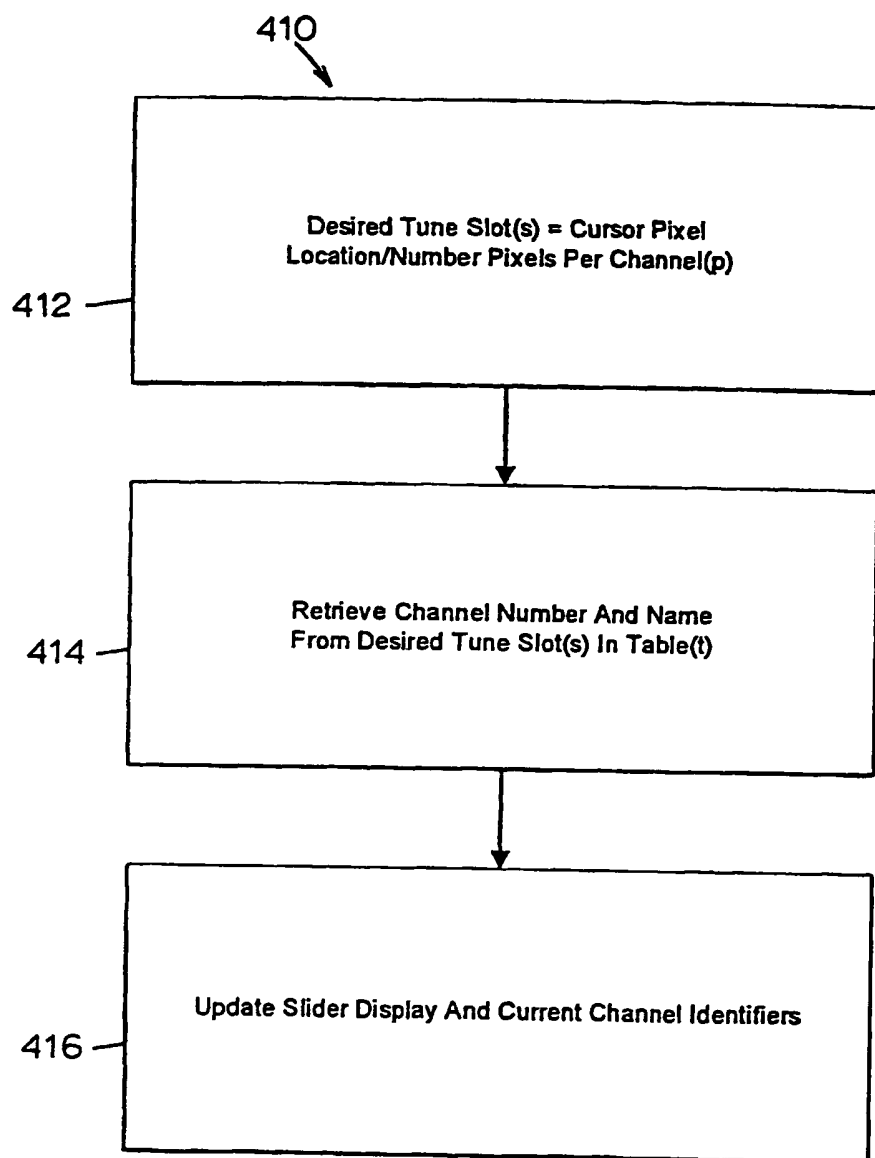 410
Desired Tune Slot(s) = Cursor Pixel
Location/Number Pixels Per Channel(p)
412
Retrieve Channel Number And Name
From Desired Tune Slot(s) In Table(t)
414
Update Slider Display And Current Channel Identifiers
416